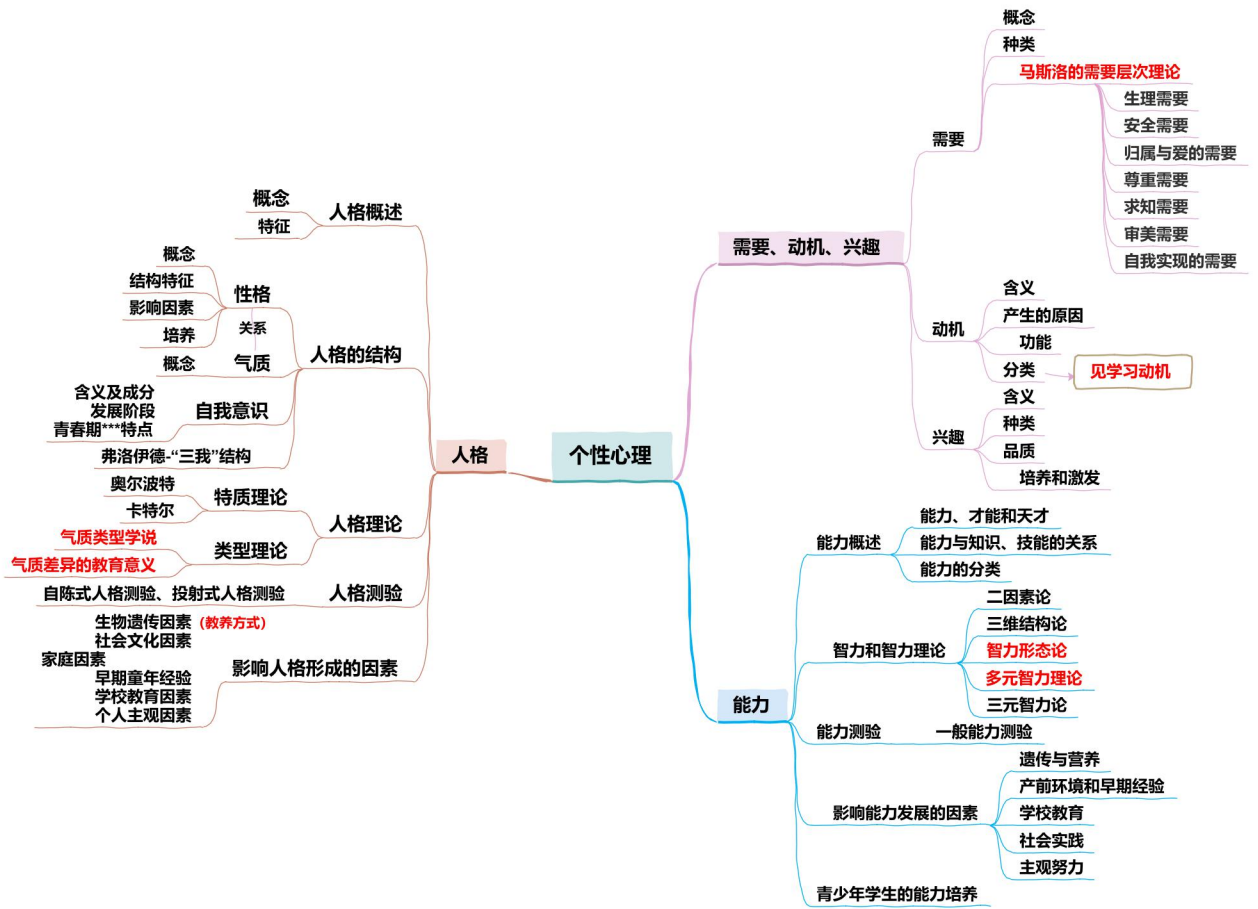 个性心理
需要、动机、兴趣
需要
概念
种类
马斯洛的需要层次理论
生理需要
安全需要
归属与爱的需要
尊重需要
求知需要
审美需要
自我实现的需要
动机
含义
产生的原因
功能
分类
见学习动机
兴趣
含义
种类
品质
培养和激发
能力
能力概述
能力、才能和天才
能力与知识、技能的关系
能力的分类
智力和智力理论
二因素论
三维结构论
智力形态论
多元智力理论
三元智力论
能力测验
一般能力测验
影响能力发展的因素
遗传与营养
产前环境和早期经验
学校教育
社会实践
主观努力
青少年学生的能力培养
人格
人格概述
概念
特征
人格的结构
性格
概念
结构特征
影响因素
培养
关系
气质
概念
自我意识
含义及成分
发展阶段
青春期***特点
弗洛伊德-“三我”结构
人格理论
特质理论
奥尔波特
卡特尔
类型理论
气质类型学说
气质差异的教育意义
人格测验
自陈式人格测验、投射式人格测验
影响人格形成的因素
生物遗传因素（教养方式）
社会文化因素
家庭因素
早期童年经验
学校教育因素
个人主观因素